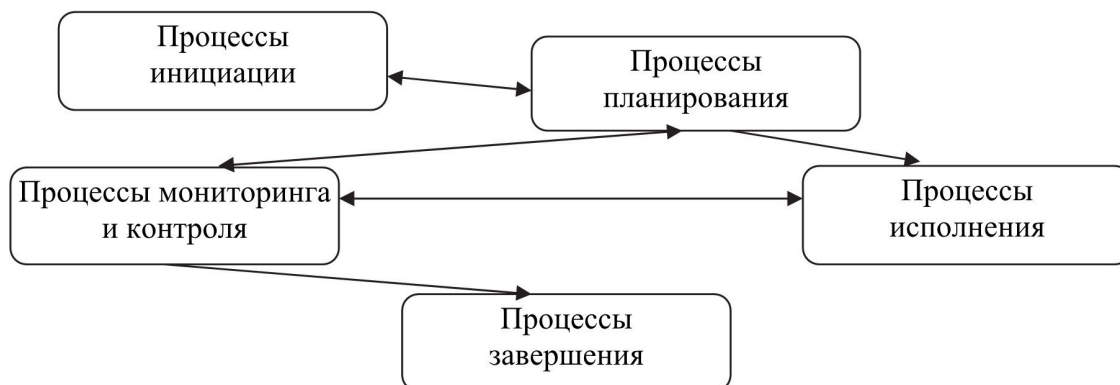 Процессы
инициации
Процессы
планирования
Процессы мониторинга
и контроля
Процессы
исполнения
Процессы
завершения